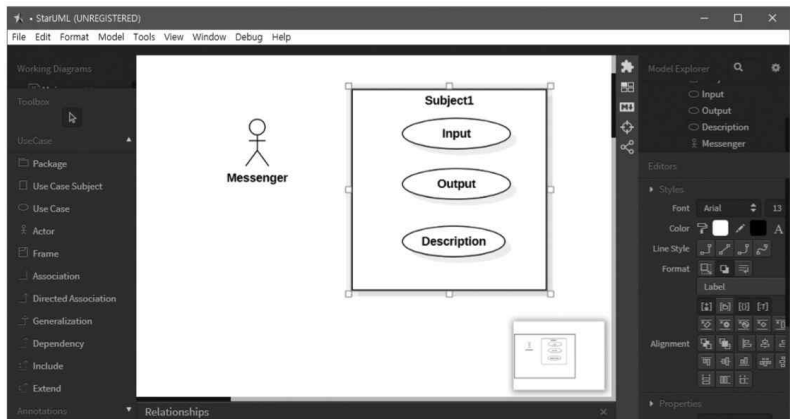 • StarUML (UNREGISTERED)
File Edit Format Model Tools View Window Debug Help
Working Diagrams
Toolbox
UseCase
Package
Use Case Subject
Use Case
Actor
Frame
Association
Directed Association
Generalization
Dependency
Include
Extend
Annotations
Messenger
Subject1
Input
Output
Description
Relationships
Model Explorer
Input
Output
Description
Messenger
Editors
Styles
Font Arial 13
Color A
Line Style
Format
Label
Alignment
Properties